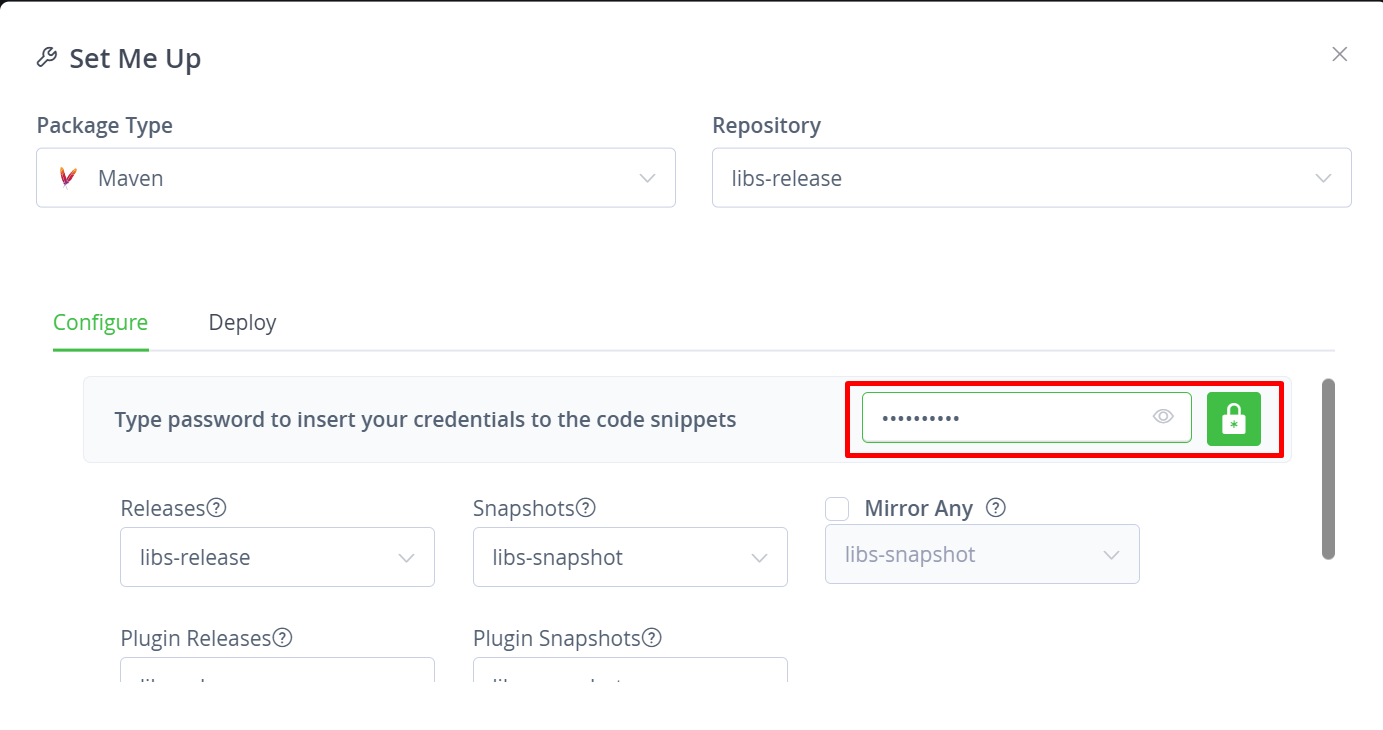 Set Me Up
Package Type
Repository
Maven
libs-release
Configure
Deploy
Type password to insert your credentials to the code snippets
••••••••••
Releases
Snapshots
Mirror Any
libs-release
libs-snapshot
libs-snapshot
Plugin Releases
Plugin Snapshots